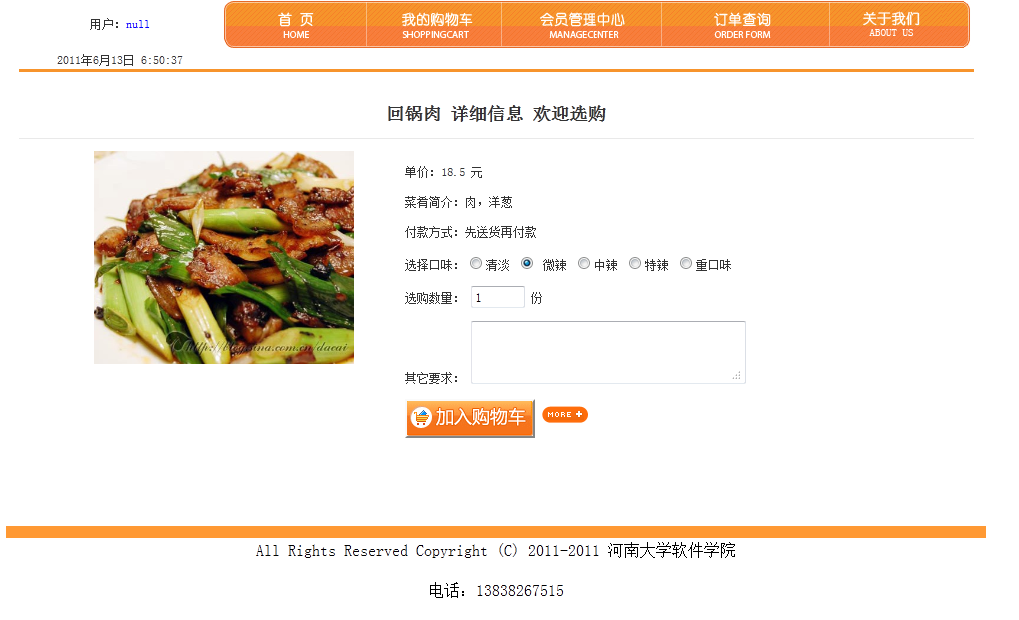 用户：null
首 页 我的购物车 会员管理中心 订单查询 关于我们
HOME SHOPPINGCART MANAGECENTER ORDER FORM ABOUT US
2011年6月13日 6:50:37
回锅肉 详细信息 欢迎选购
单价：18.5 元
菜肴简介：肉，洋葱
付款方式：先送货再付款
选择口味： 清淡 微辣 中辣 特辣 重口味
选购数量： 1 份
http://blog.sina.com.cn/dacai
其它要求：
加入购物车 MORE +
All Rights Reserved Copyright (C) 2011-2011 河南大学软件学院
电话：13838267515